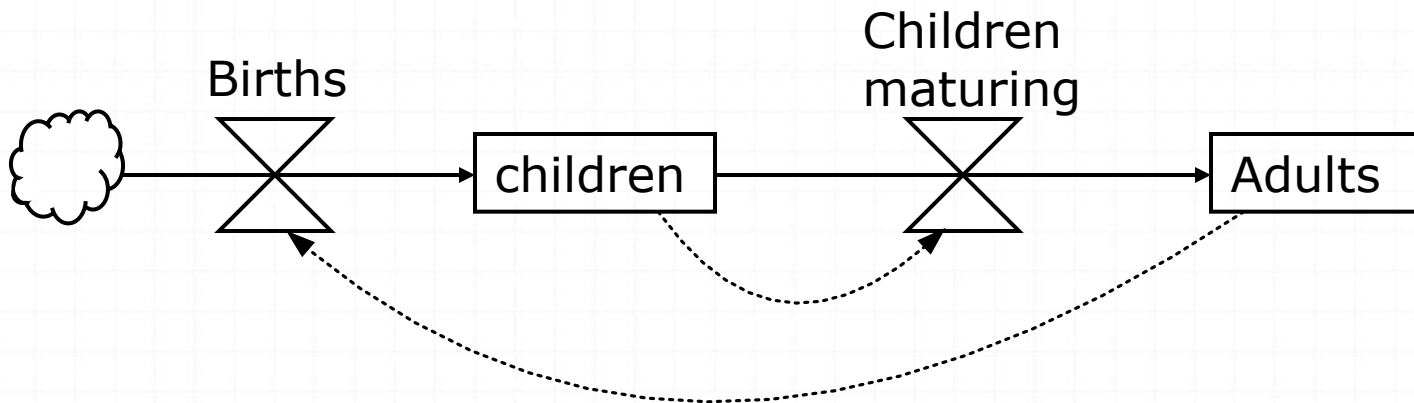 Births
Children
maturing
children
Adults